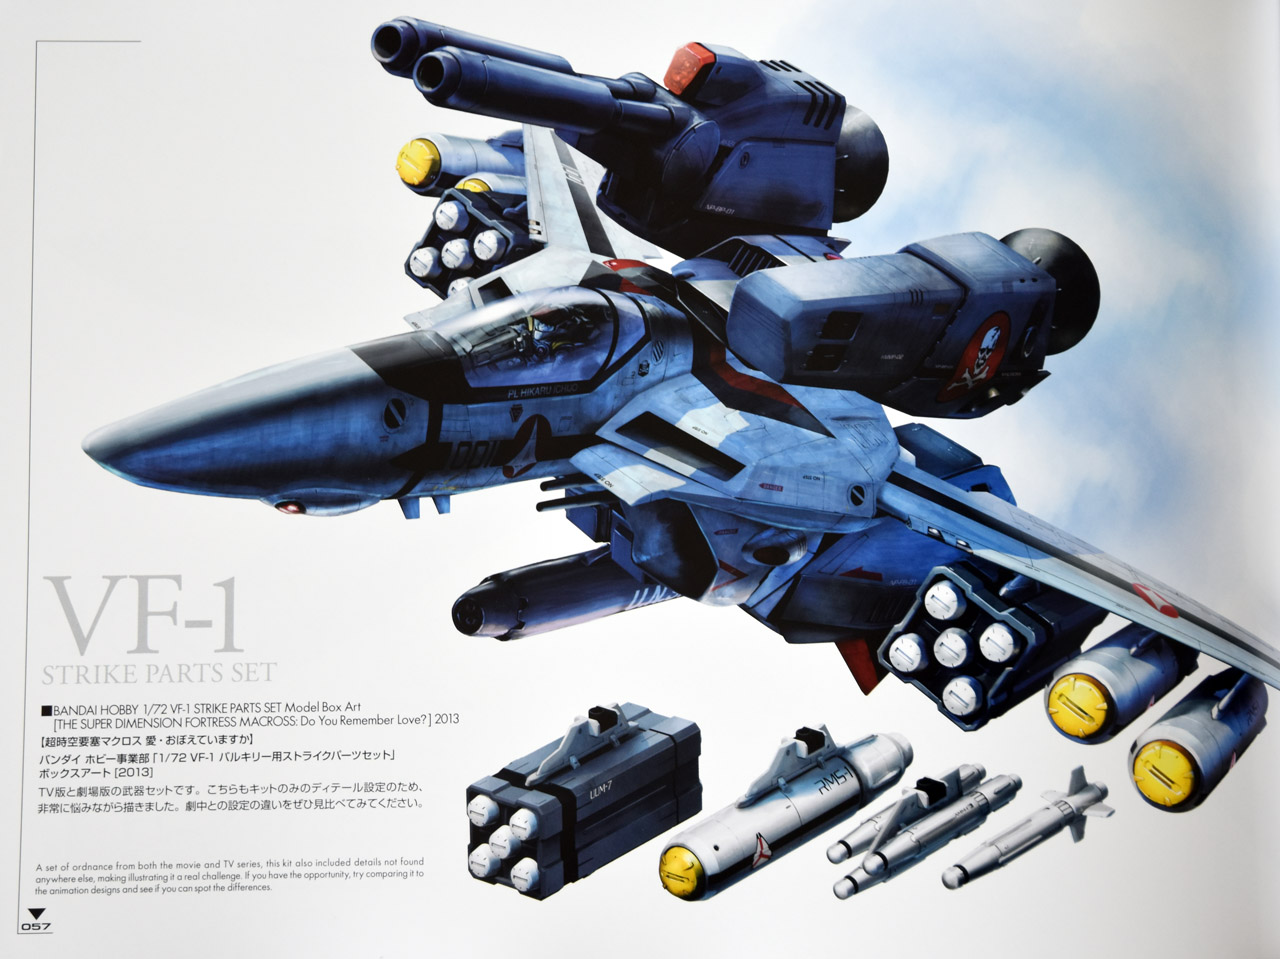 NP-BP-01
PL HIKARU ICHIJO
001
U.N.S
VF-1
STRIKE PARTS SET
■BANDAI HOBBY 1/72 VF-1 STRIKE PARTS SET Model Box Art
[THE SUPER DIMENSION FORTRESS MACROSS: Do You Remember Love?] 2013
【超時空要塞マクロス 愛・おぼえていますか】
バンダイ ホビー事業部「1/72 VF-1 バルキリー用ストライクパーツセット」
ボックスアート [2013]
TV版と劇場版の武器セットです。こちらもキットのみのディテール設定のため、
非常に悩みながら描きました。劇中との設定の違いをぜひ見比べてみてください。
UUM-7
RMS-1
A set of ordnance from both the movie and TV series, this kit also included details not found
anywhere else, making illustrating it a real challenge. If you have the opportunity, try comparing it to
the animation designs and see if you can spot the differences.
057